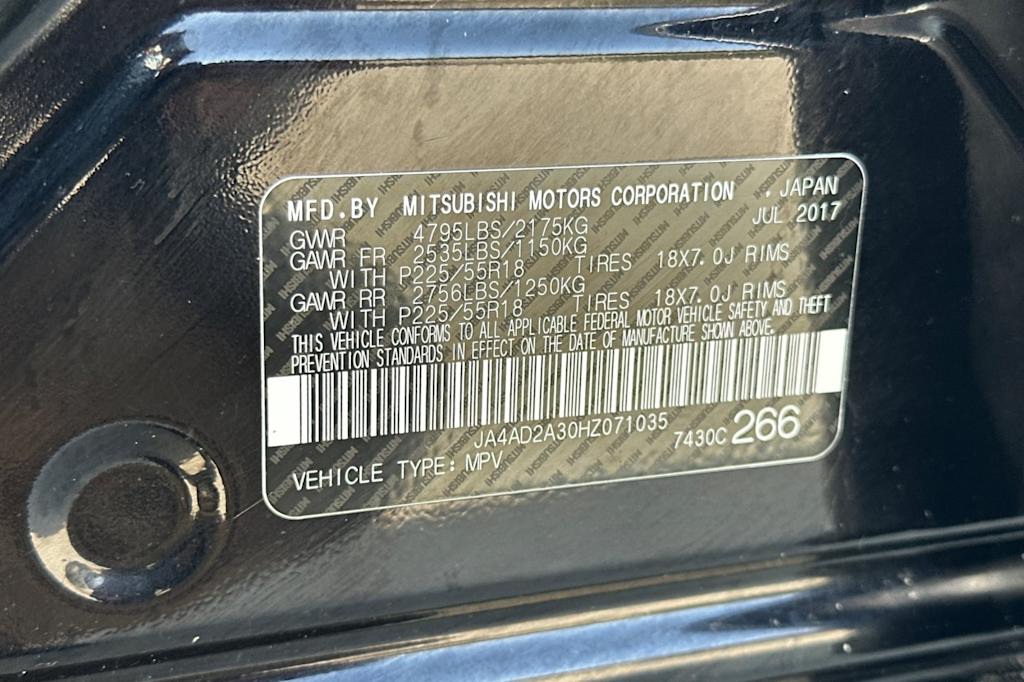 MFD.BY MITSUBISHI MOTORS CORPORATION , JAPAN
JUL 2017
GVWR 4795LBS/2175KG
GAWR FR 2535LBS/1150KG
WITH P225/55R18 TIRES 18X7.0J RIMS
GAWR RR 2756LBS/1250KG
WITH P225/55R18 TIRES 18X7.0J RIMS
THIS VEHICLE CONFORMS TO ALL APPLICABLE FEDERAL MOTOR VEHICLE SAFETY AND THEFT
PREVENTION STANDARDS IN EFFECT ON THE DATE OF MANUFACTURE SHOWN ABOVE.
JA4AD2A30HZ071035 7430C 266
VEHICLE TYPE: MPV